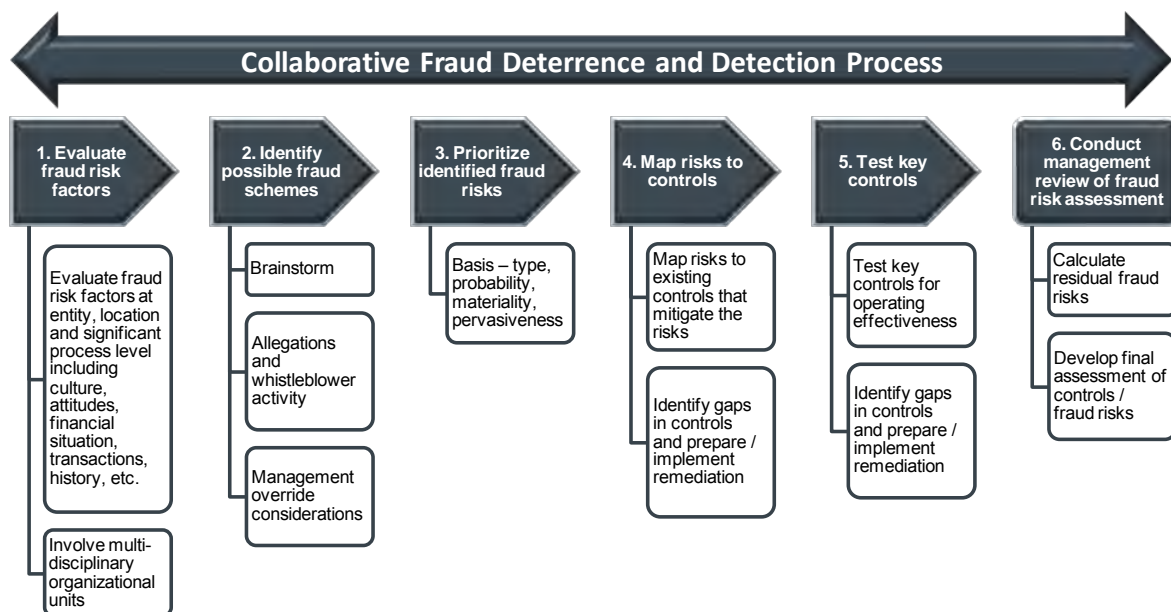 Collaborative Fraud Deterrence and Detection Process
1. Evaluate
fraud risk
factors
Evaluate fraud
risk factors at
entity, location
and significant
process level
including
culture,
attitudes,
financial
situation,
transactions,
history, etc.
Involve multi-
disciplinary
organizational
units
2. Identify
possible fraud
schemes
Brainstorm
Allegations
and
whistleblower
activity
Management
override
considerations
3. Prioritize
identified fraud
risks
Basis – type,
probability,
materiality,
pervasiveness
4. Map risks to
controls
Map risks to
existing
controls that
mitigate the
risks
Identify gaps
in controls
and prepare /
implement
remediation
5. Test key
controls
Test key
controls for
operating
effectiveness
Identify gaps
in controls
and prepare /
implement
remediation
6. Conduct
management
review of fraud
risk assessment
Calculate
residual fraud
risks
Develop final
assessment of
controls /
fraud risks